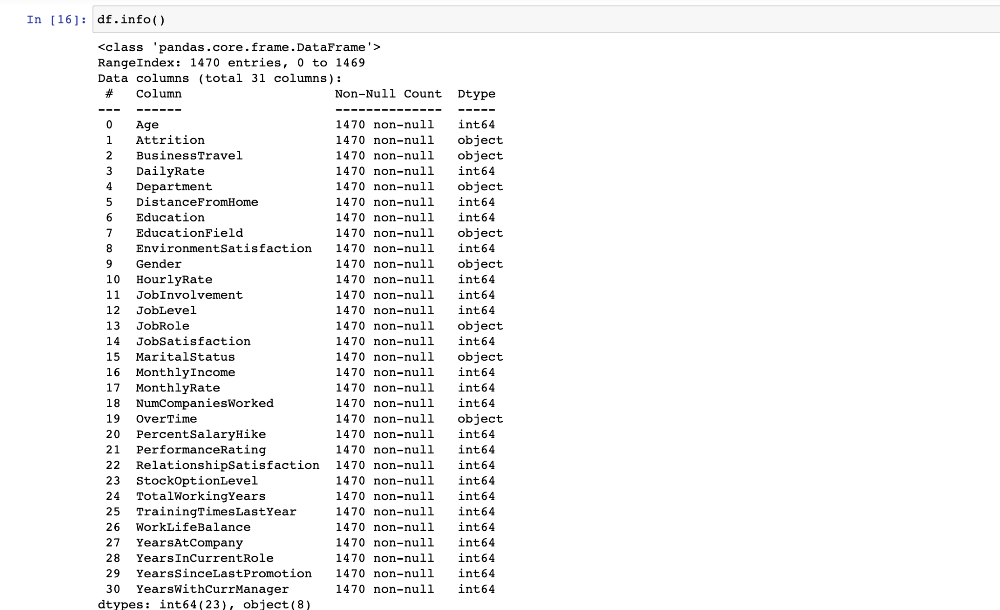 In [16]: df.info()
<class 'pandas.core.frame.DataFrame'>
RangeIndex: 1470 entries, 0 to 1469
Data columns (total 31 columns):
 #   Column                    Non-Null Count  Dtype
---  ------                    --------------  -----
 0   Age                       1470 non-null   int64
 1   Attrition                 1470 non-null   object
 2   BusinessTravel            1470 non-null   object
 3   DailyRate                 1470 non-null   int64
 4   Department                1470 non-null   object
 5   DistanceFromHome          1470 non-null   int64
 6   Education                 1470 non-null   int64
 7   EducationField            1470 non-null   object
 8   EnvironmentSatisfaction   1470 non-null   int64
 9   Gender                    1470 non-null   object
 10  HourlyRate                1470 non-null   int64
 11  JobInvolvement            1470 non-null   int64
 12  JobLevel                  1470 non-null   int64
 13  JobRole                   1470 non-null   object
 14  JobSatisfaction           1470 non-null   int64
 15  MaritalStatus             1470 non-null   object
 16  MonthlyIncome             1470 non-null   int64
 17  MonthlyRate               1470 non-null   int64
 18  NumCompaniesWorked        1470 non-null   int64
 19  OverTime                  1470 non-null   object
 20  PercentSalaryHike         1470 non-null   int64
 21  PerformanceRating         1470 non-null   int64
 22  RelationshipSatisfaction  1470 non-null   int64
 23  StockOptionLevel          1470 non-null   int64
 24  TotalWorkingYears         1470 non-null   int64
 25  TrainingTimesLastYear     1470 non-null   int64
 26  WorkLifeBalance           1470 non-null   int64
 27  YearsAtCompany            1470 non-null   int64
 28  YearsInCurrentRole        1470 non-null   int64
 29  YearsSinceLastPromotion   1470 non-null   int64
 30  YearsWithCurrManager      1470 non-null   int64
dtypes: int64(23), object(8)